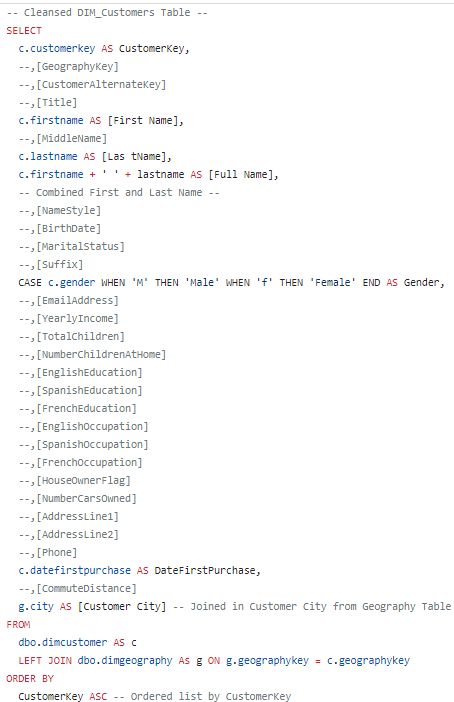 -- Cleansed DIM_Customers Table --
SELECT
c.customerkey AS CustomerKey,
--,[GeographyKey]
--,[CustomerAlternateKey]
--,[Title]
c.firstname AS [First Name],
--,[MiddleName]
c.lastname AS [Las tName],
c.firstname + ' ' + lastname AS [Full Name],
-- Combined First and Last Name --
--,[NameStyle]
--,[BirthDate]
--,[MaritalStatus]
--,[Suffix]
CASE c.gender WHEN 'M' THEN 'Male' WHEN 'f' THEN 'Female' END AS Gender,
--,[EmailAddress]
--,[YearlyIncome]
--,[TotalChildren]
--,[NumberChildrenAtHome]
--,[EnglishEducation]
--,[SpanishEducation]
--,[FrenchEducation]
--,[EnglishOccupation]
--,[SpanishOccupation]
--,[FrenchOccupation]
--,[HouseOwnerFlag]
--,[NumberCarsOwned]
--,[AddressLine1]
--,[AddressLine2]
--,[Phone]
c.datefirstpurchase AS DateFirstPurchase,
--,[CommuteDistance]
g.city AS [Customer City] -- Joined in Customer City from Geography Table
FROM
dbo.dimcustomer AS c
LEFT JOIN dbo.dimgeography As g ON g.geographykey = c.geographykey
ORDER BY
CustomerKey ASC -- Ordered list by CustomerKey